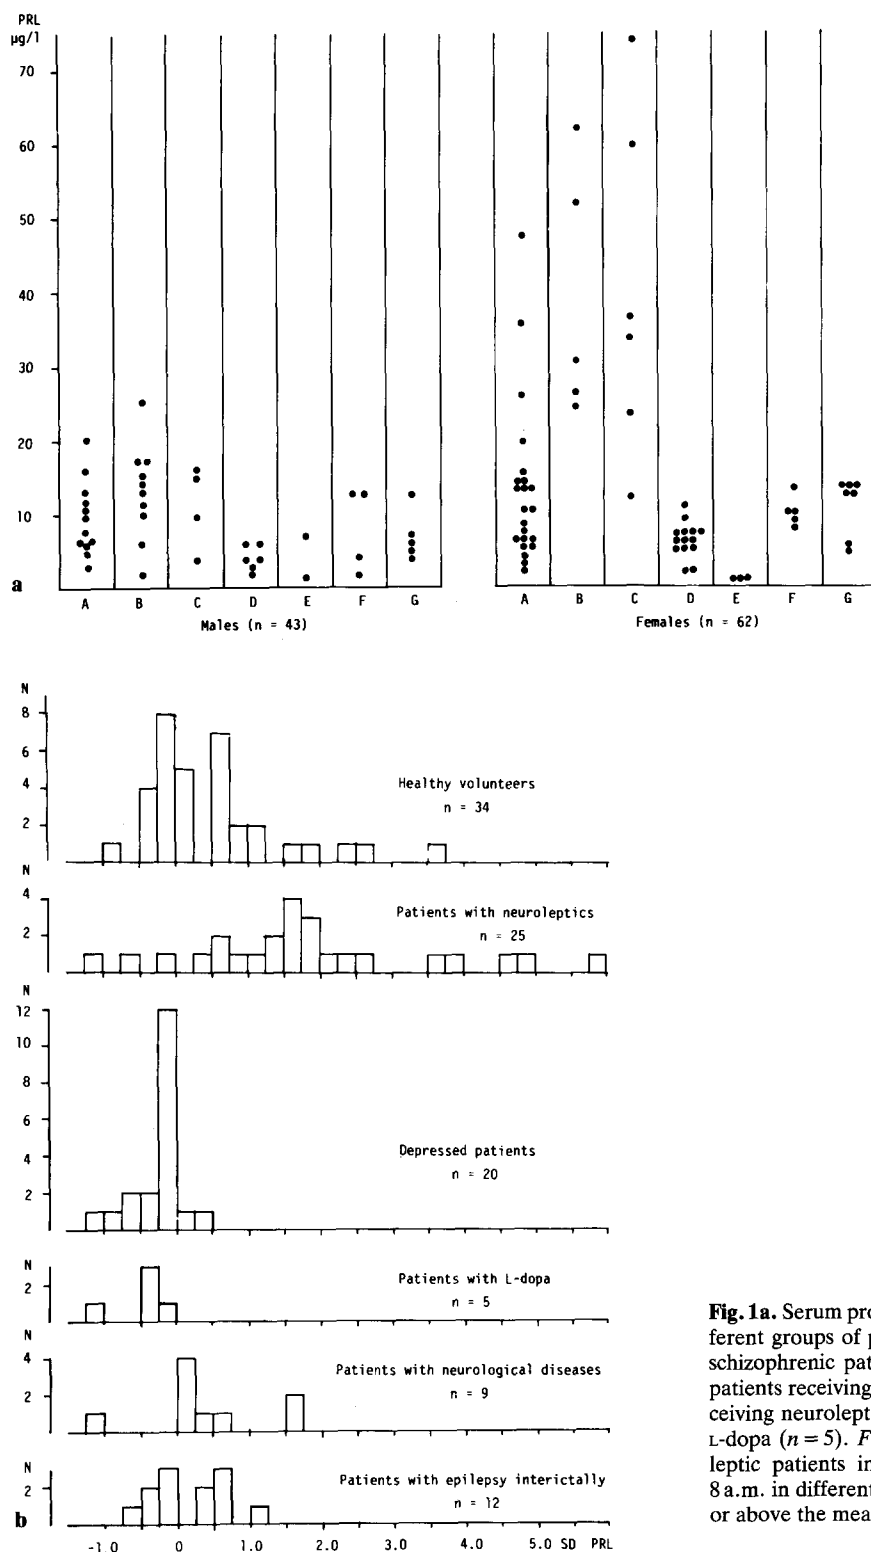 PRL
µg/l
70
60
50
40
30
20
10
a
A B C D E F G
Males (n = 43)
A B C D E F G
Females (n = 62)
N
8
6
4
2
Healthy volunteers
n = 34
N
4
2
Patients with neuroleptics
n = 25
N
12
10
8
6
4
2
Depressed patients
n = 20
N
2
Patients with L-dopa
n = 5
N
4
2
Patients with neurological diseases
n = 9
N
2
Patients with epilepsy interictally
n = 12
b
-1.0 0 1.0 2.0 3.0 4.0 5.0 SD PRL
Fig. 1a. Serum pro
ferent groups of p
schizophrenic pat
patients receiving
ceiving neurolept
L-dopa (n = 5). F
leptic patients in
8 a.m. in different
or above the mea